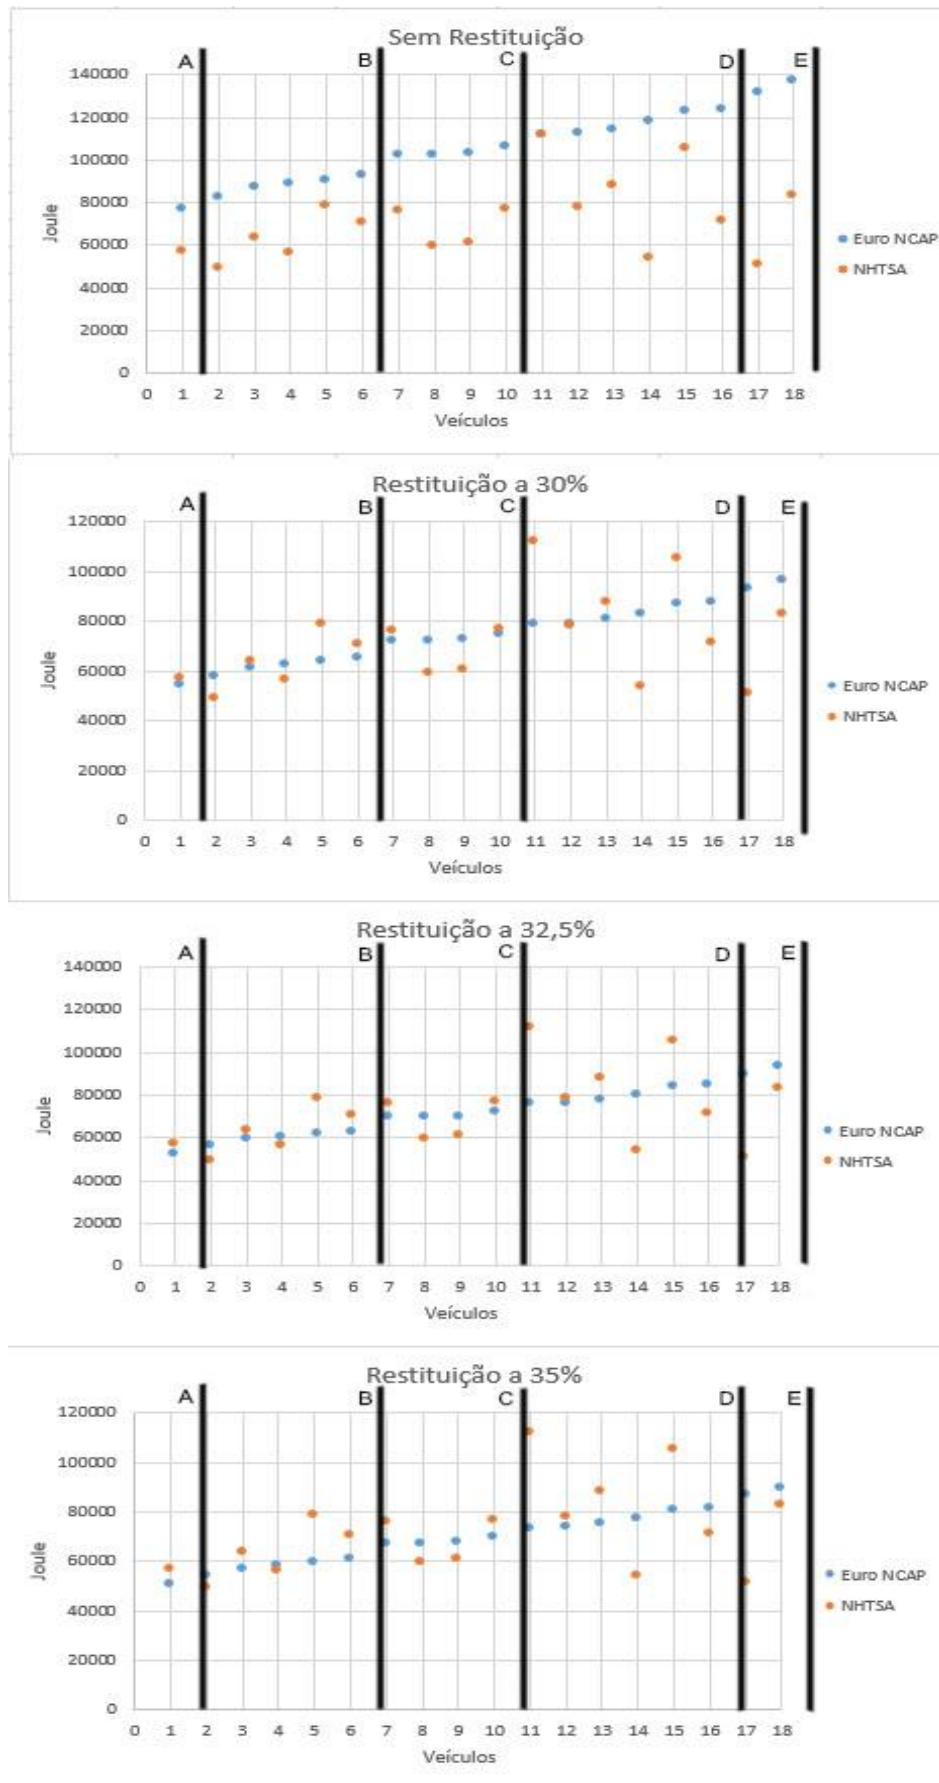 Sem Restituição
A B C D E
140000
120000
100000
80000
60000
40000
20000
0
Joule
0 1 2 3 4 5 6 7 8 9 10 11 12 13 14 15 16 17 18
Veículos
Euro NCAP
NHTSA
Restituição a 30%
A B C D E
120000
100000
80000
60000
40000
20000
0
Joule
0 1 2 3 4 5 6 7 8 9 10 11 12 13 14 15 16 17 18
Veículos
Euro NCAP
NHTSA
Restituição a 32,5%
A B C D E
140000
120000
100000
80000
60000
40000
20000
0
Joule
0 1 2 3 4 5 6 7 8 9 10 11 12 13 14 15 16 17 18
Veículos
Euro NCAP
NHTSA
Restituição a 35%
A B C D E
120000
100000
80000
60000
40000
20000
0
Joule
0 1 2 3 4 5 6 7 8 9 10 11 12 13 14 15 16 17 18
Veículos
Euro NCAP
NHTSA